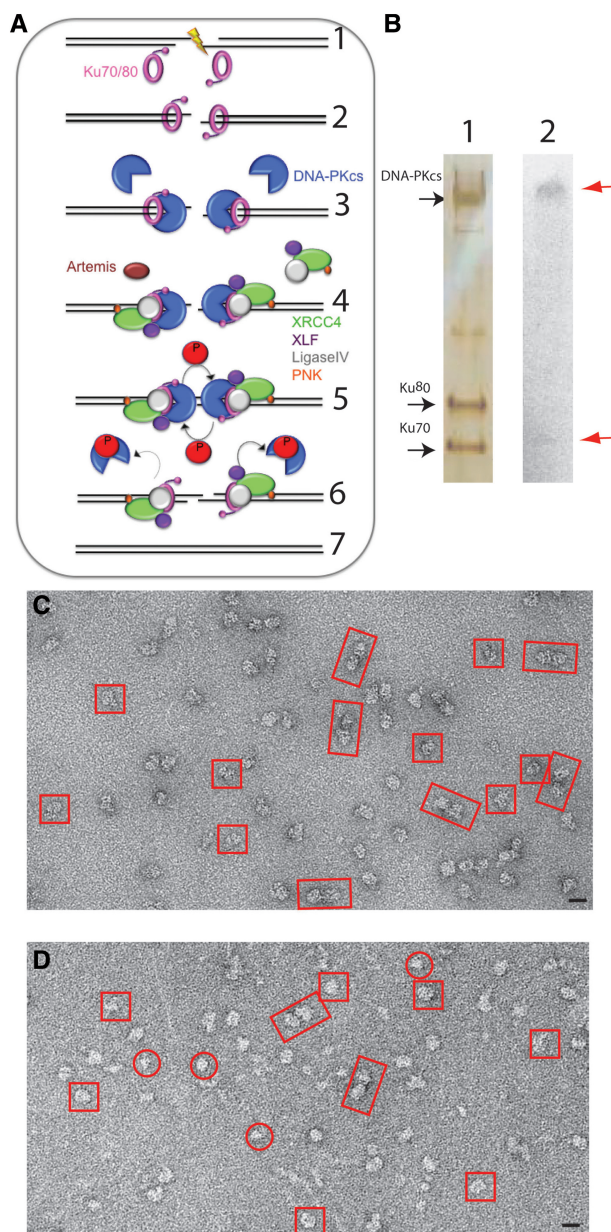 A
1
Ku70/80
2
DNA-PKcs
3
Artemis
4
XRCC4
XLF
LigaseIV
PNK
P
5
P
P
P
6
7
B
1
2
DNA-PKcs
Ku80
Ku70
C
D